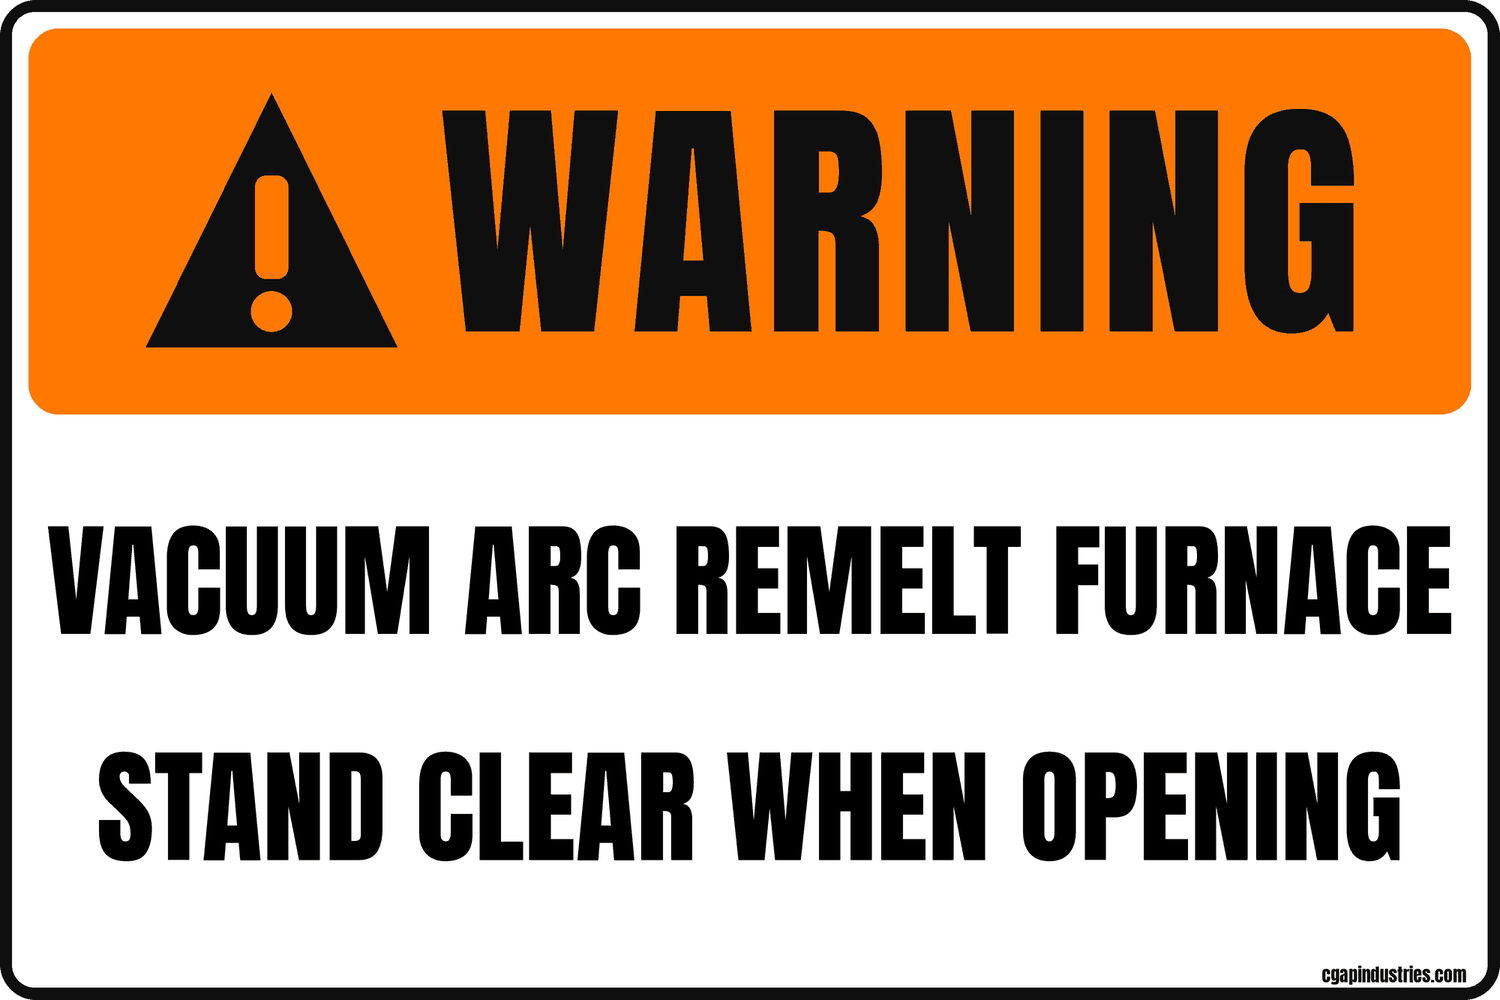 WARNING
VACUUM ARC REMELT FURNACE
STAND CLEAR WHEN OPENING
cgapindustries.com